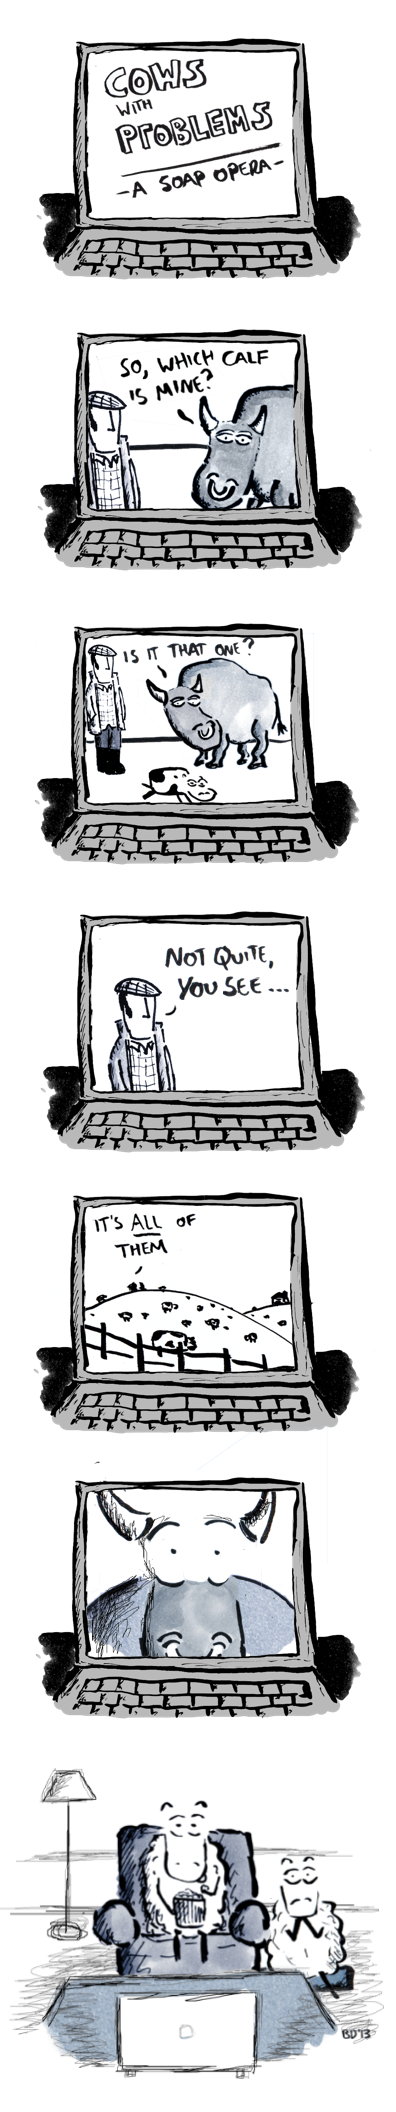 COWS
WITH
PROBLEMS
-A SOAP OPERA-
SO, WHICH CALF
IS MINE?
IS IT THAT ONE?
NOT QUITE,
YOU SEE...
IT'S ALL OF
THEM
BD'13